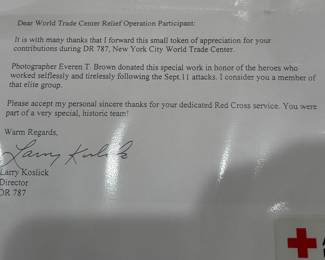 Dear World Trade Center Relief Operation Participant:
It is with many thanks that I forward this small token of appreciation for your
contributions during DR 787, New York City World Trade Center.
Photographer Everen T. Brown donated this special work in honor of the heroes who
worked selflessly and tirelessly following the Sept.11 attacks. I consider you a member of
that elite group.
Please accept my personal sincere thanks for your dedicated Red Cross service. You were
part of a very special, historic team!
Warm Regards,
Larry Koslick
Larry Koslick
Director
DR 787